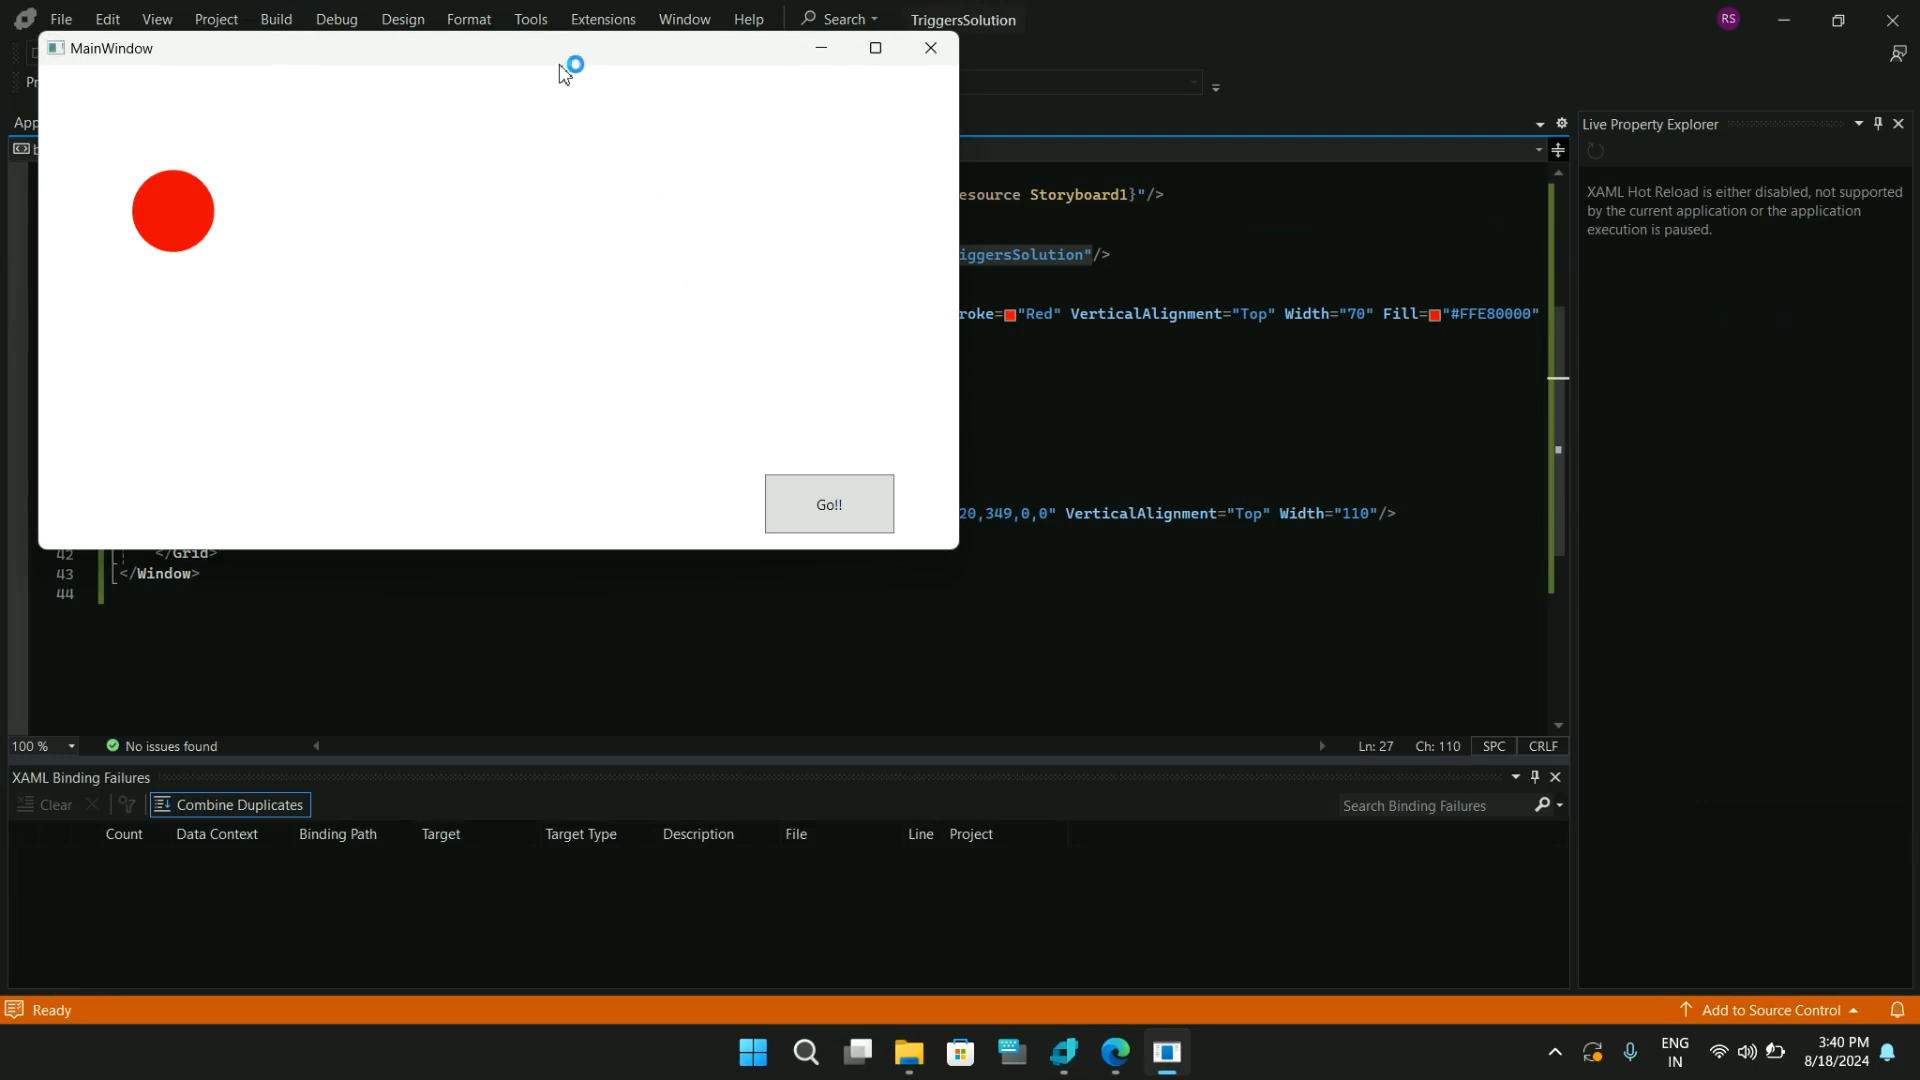 File Edit View Project Build Debug Design Format Tools Extensions Window Help Search TriggersSolution RS
MainWindow
Live Property Explorer
XAML Hot Reload is either disabled, not supported
by the current application or the application
execution is paused.
esource Storyboard1}"/>
iggersSolution"/>
roke="Red" VerticalAlignment="Top" Width="70" Fill="#FFE80000"
Go!!
20,349,0,0" VerticalAlignment="Top" Width="110"/>
42 </Grid>
43 </Window>
44
100 % No issues found Ln: 27 Ch: 110 SPC CRLF
XAML Binding Failures
Clear Combine Duplicates Search Binding Failures
Count Data Context Binding Path Target Target Type Description File Line Project
Ready Add to Source Control
ENG
IN
3:40 PM
8/18/2024